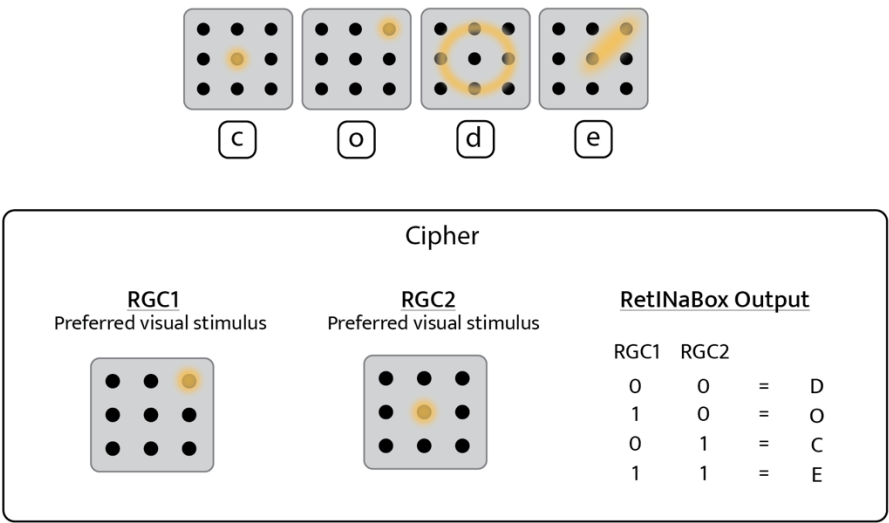 c o d e
Cipher
RGC1 RGC2 RetINaBox Output
Preferred visual stimulus Preferred visual stimulus
RGC1 RGC2
0 0 = D
1 0 = O
0 1 = C
1 1 = E